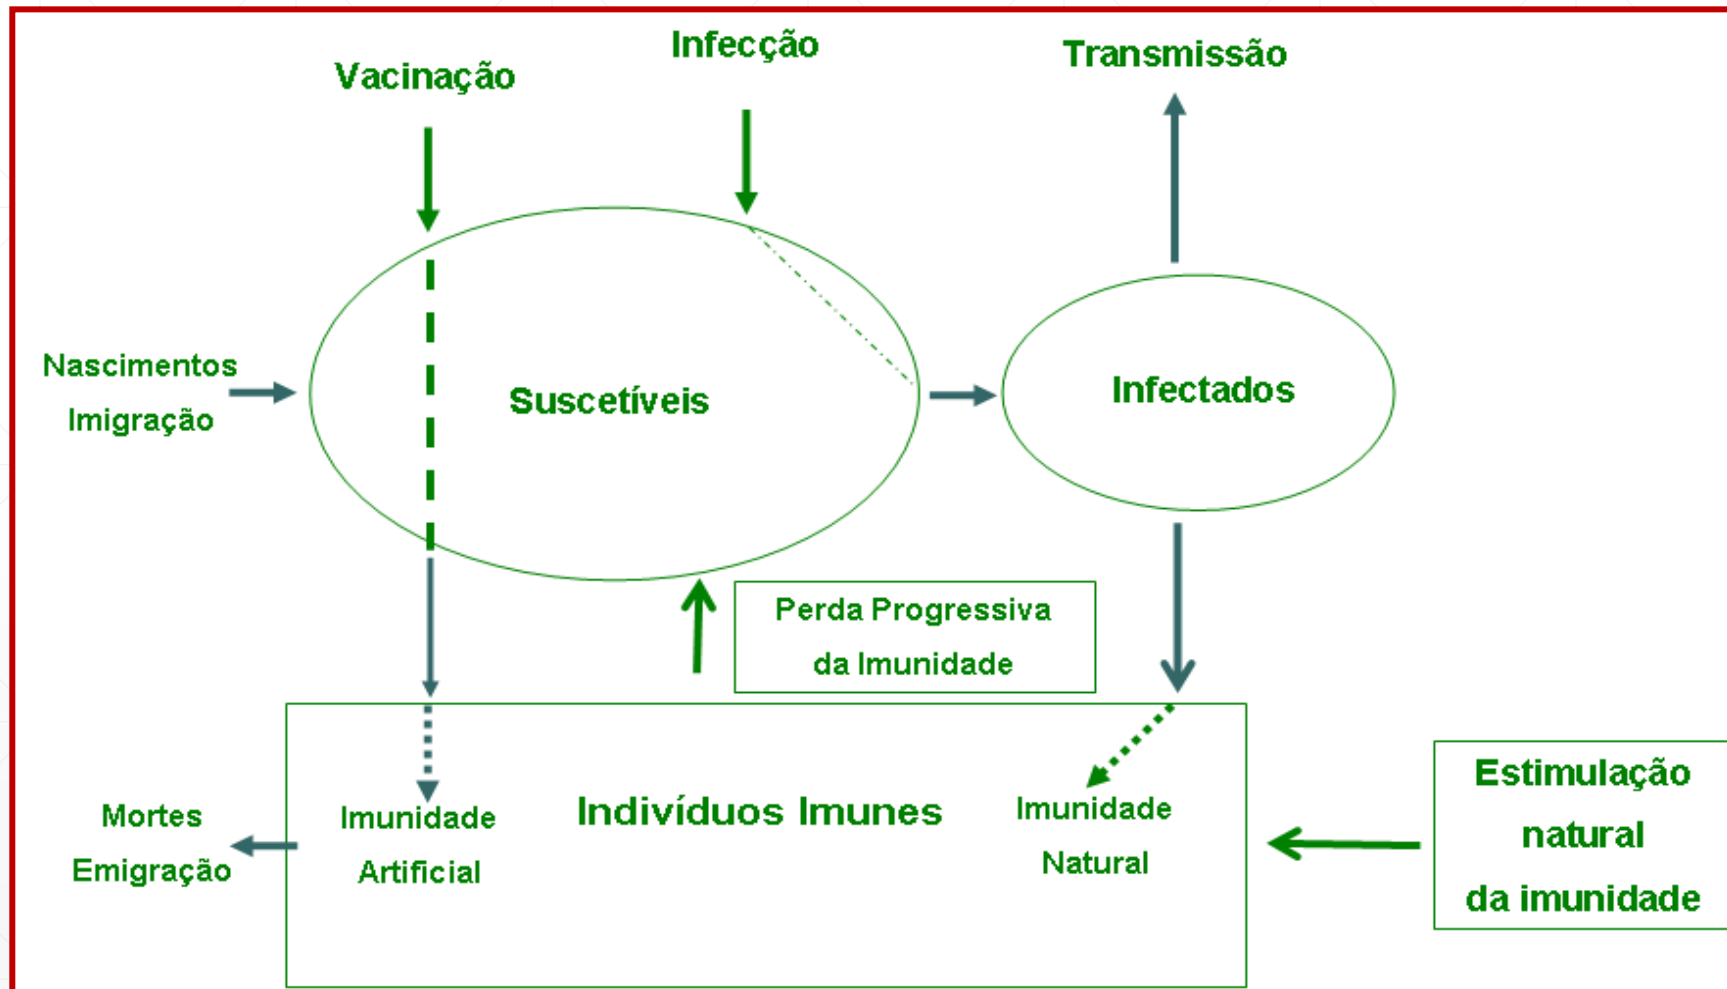 Vacinação
Infecção
Transmissão
Nascimentos
Imigração
Suscetíveis
Infectados
Perda Progressiva
da Imunidade
Mortes
Emigração
Imunidade
Artificial
Indivíduos Imunes
Imunidade
Natural
Estimulação
natural
da imunidade